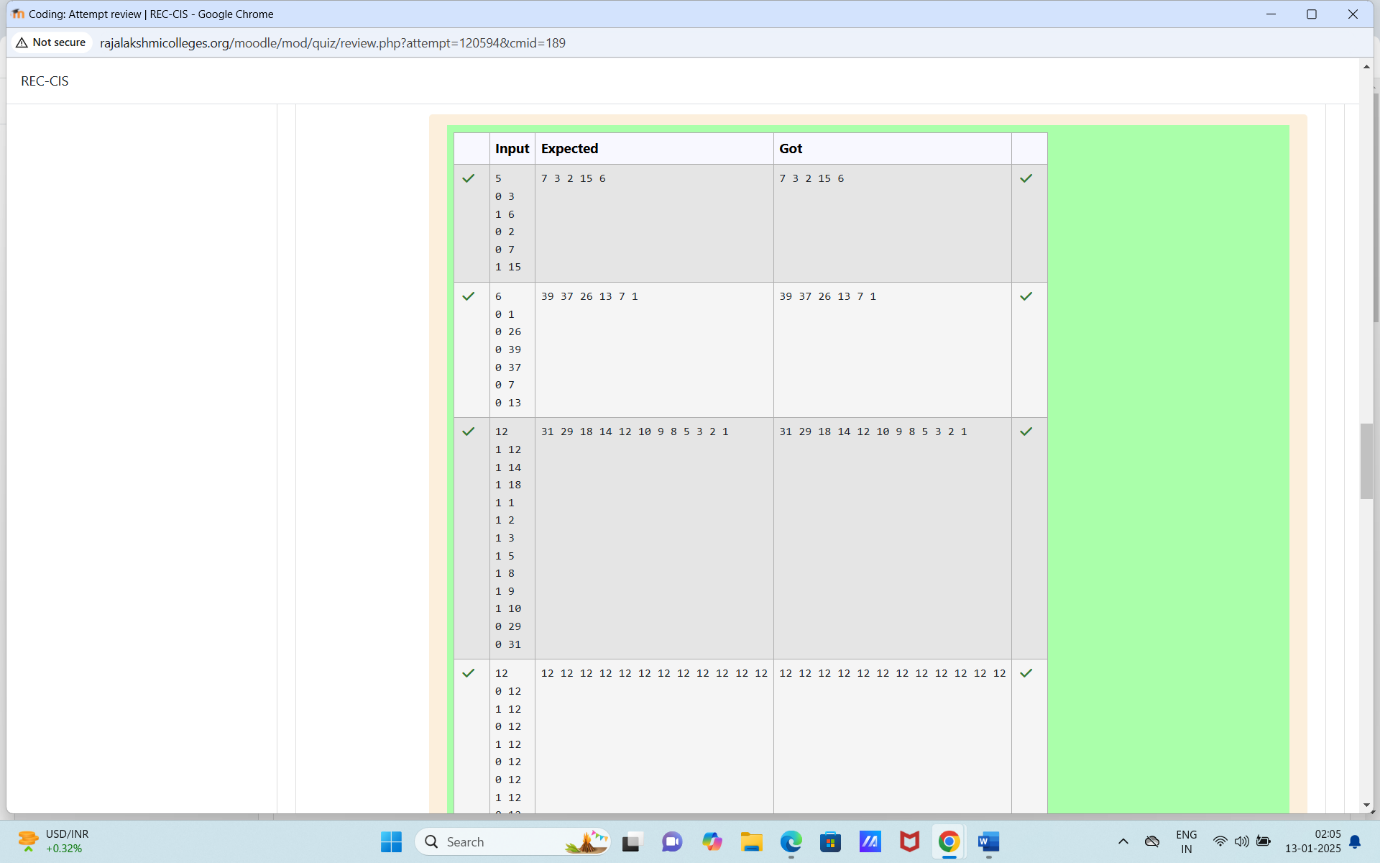 Coding: Attempt review | REC-CIS - Google Chrome
Not secure rajalakshmicolleges.org/moodle/mod/quiz/review.php?attempt=120594&cmid=189
REC-CIS
Input Expected Got
5 7 3 2 15 6 7 3 2 15 6
0 3
1 6
0 2
0 7
1 15
6 39 37 26 13 7 1 39 37 26 13 7 1
0 1
0 26
0 39
0 37
0 7
0 13
12 31 29 18 14 12 10 9 8 5 3 2 1 31 29 18 14 12 10 9 8 5 3 2 1
1 12
1 14
1 18
1 1
1 2
1 3
1 5
1 8
1 9
1 10
0 29
0 31
12 12 12 12 12 12 12 12 12 12 12 12 12 12 12 12 12 12 12 12 12 12 12 12 12
0 12
1 12
0 12
1 12
0 12
0 12
1 12
USD/INR
+0.32%
Search
ENG
IN
02:05
13-01-2025